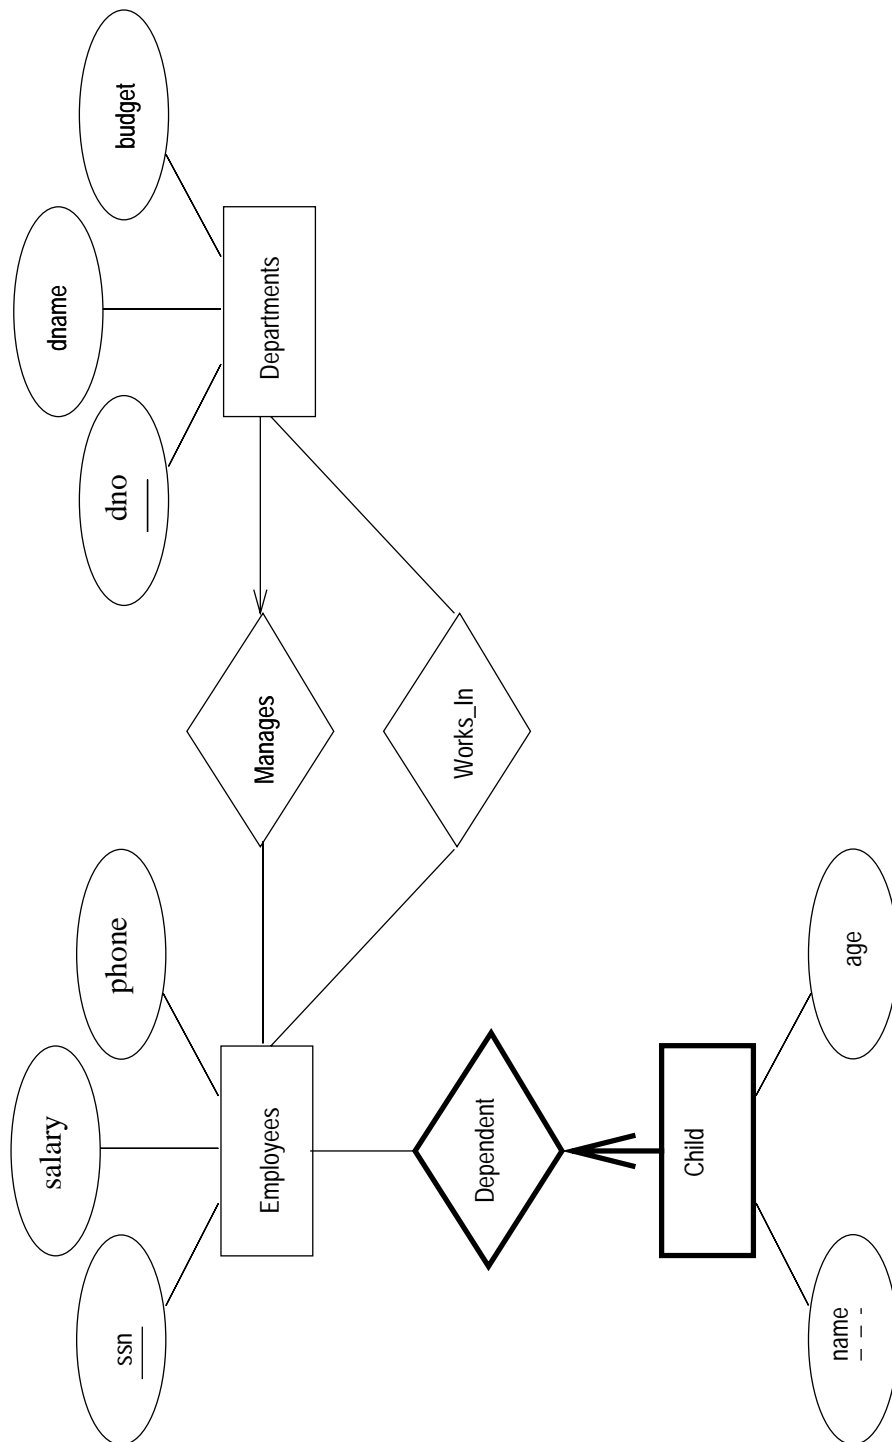 salary
dname
ssn
phone
dno
budget
Employees
Manages
Departments
Dependent
Works_In
Child
name
age